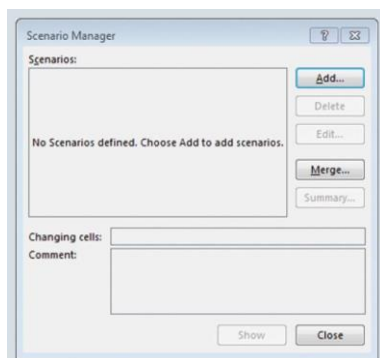 Scenario Manager
?
Scenarios:
Add...
Delete
Edit...
No Scenarios defined. Choose Add to add scenarios.
Merge...
Summary...
Changing cells:
Comment:
Show
Close